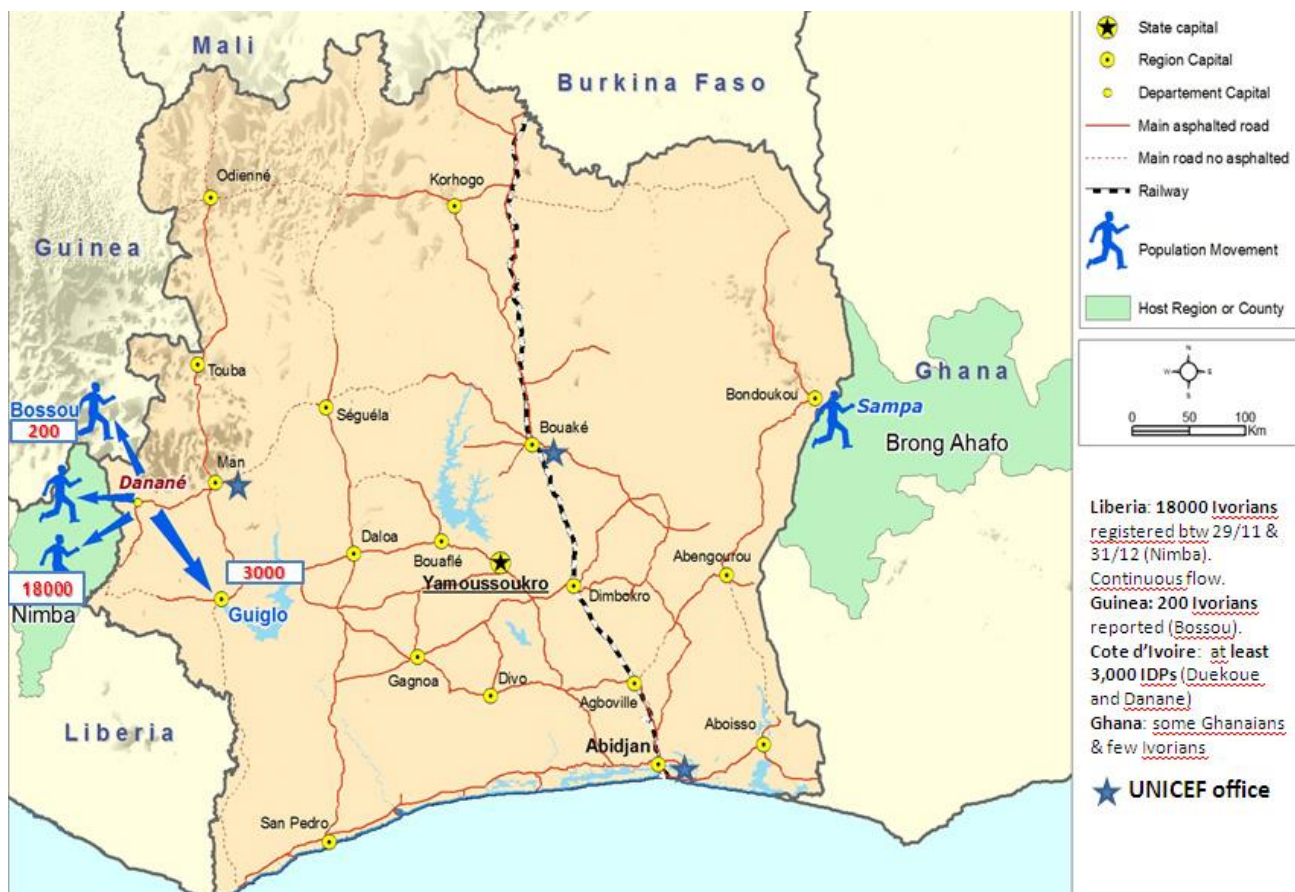 Mali
Burkina Faso
Odienné
Korhogo
Guinea
Touba
Bossou
200
Séguéla
Bondoukou
Sampa
Ghana
Brong Ahafo
Bouaké
Man
Danané
Daloa
Bouaflé
Yamoussoukro
Abengourou
3000
18000
Nimba
Guiglo
Dimbokro
Gagnoa
Divo
Agboville
Aboisso
Liberia
Abidjan
San Pedro
State capital
Region Capital
Departement Capital
Main asphalted road
Main road no asphalted
Railway
Population Movement
Host Region or County
N
W E
S
0 50 100
Km
Liberia: 18000 Ivorians
registered btw 29/11 &
31/12 (Nimba).
Continuous flow.
Guinea: 200 Ivorians
reported (Bossou).
Cote d’Ivoire: at least
3,000 IDPs (Duekoue
and Danane)
Ghana: some Ghanaians
& few Ivorians
UNICEF office